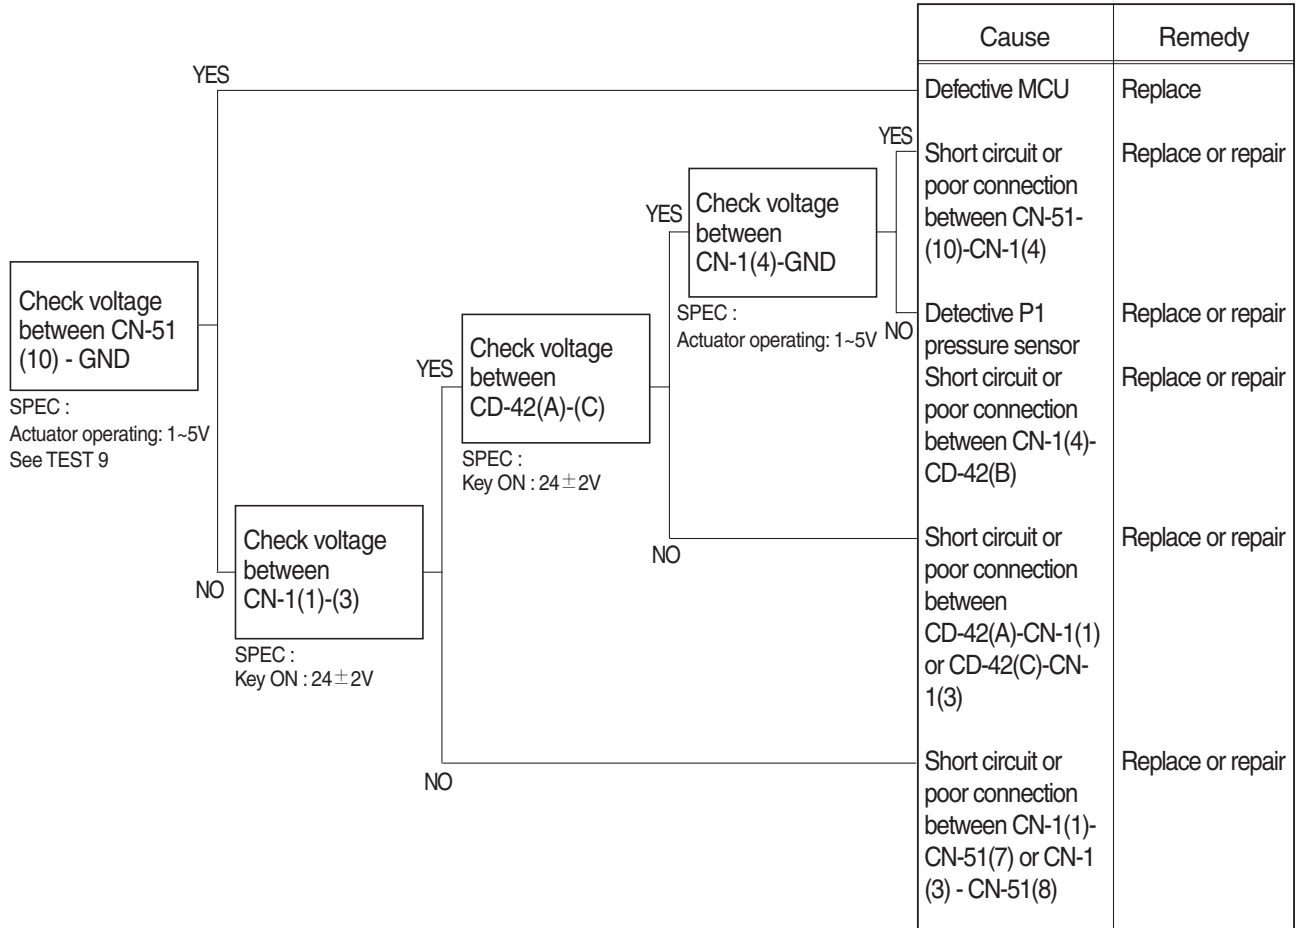 Cause
Remedy
YES
Defective MCU
Replace
YES
Short circuit or
poor connection
between CN-51-
(10)-CN-1(4)
Replace or repair
YES
Check voltage
between
CN-1(4)-GND
SPEC :
Actuator operating: 1~5V
NO
Detective P1
pressure sensor
Replace or repair
Short circuit or
poor connection
between CN-1(4)-
CD-42(B)
Replace or repair
Check voltage
between CN-51
(10) - GND
SPEC :
Actuator operating: 1~5V
See TEST 9
YES
Check voltage
between
CD-42(A)-(C)
SPEC :
Key ON : 24±2V
NO
Short circuit or
poor connection
between
CD-42(A)-CN-1(1)
or CD-42(C)-CN-
1(3)
Replace or repair
NO
Check voltage
between
CN-1(1)-(3)
SPEC :
Key ON : 24±2V
NO
Short circuit or
poor connection
between CN-1(1)-
CN-51(7) or CN-1
(3) - CN-51(8)
Replace or repair